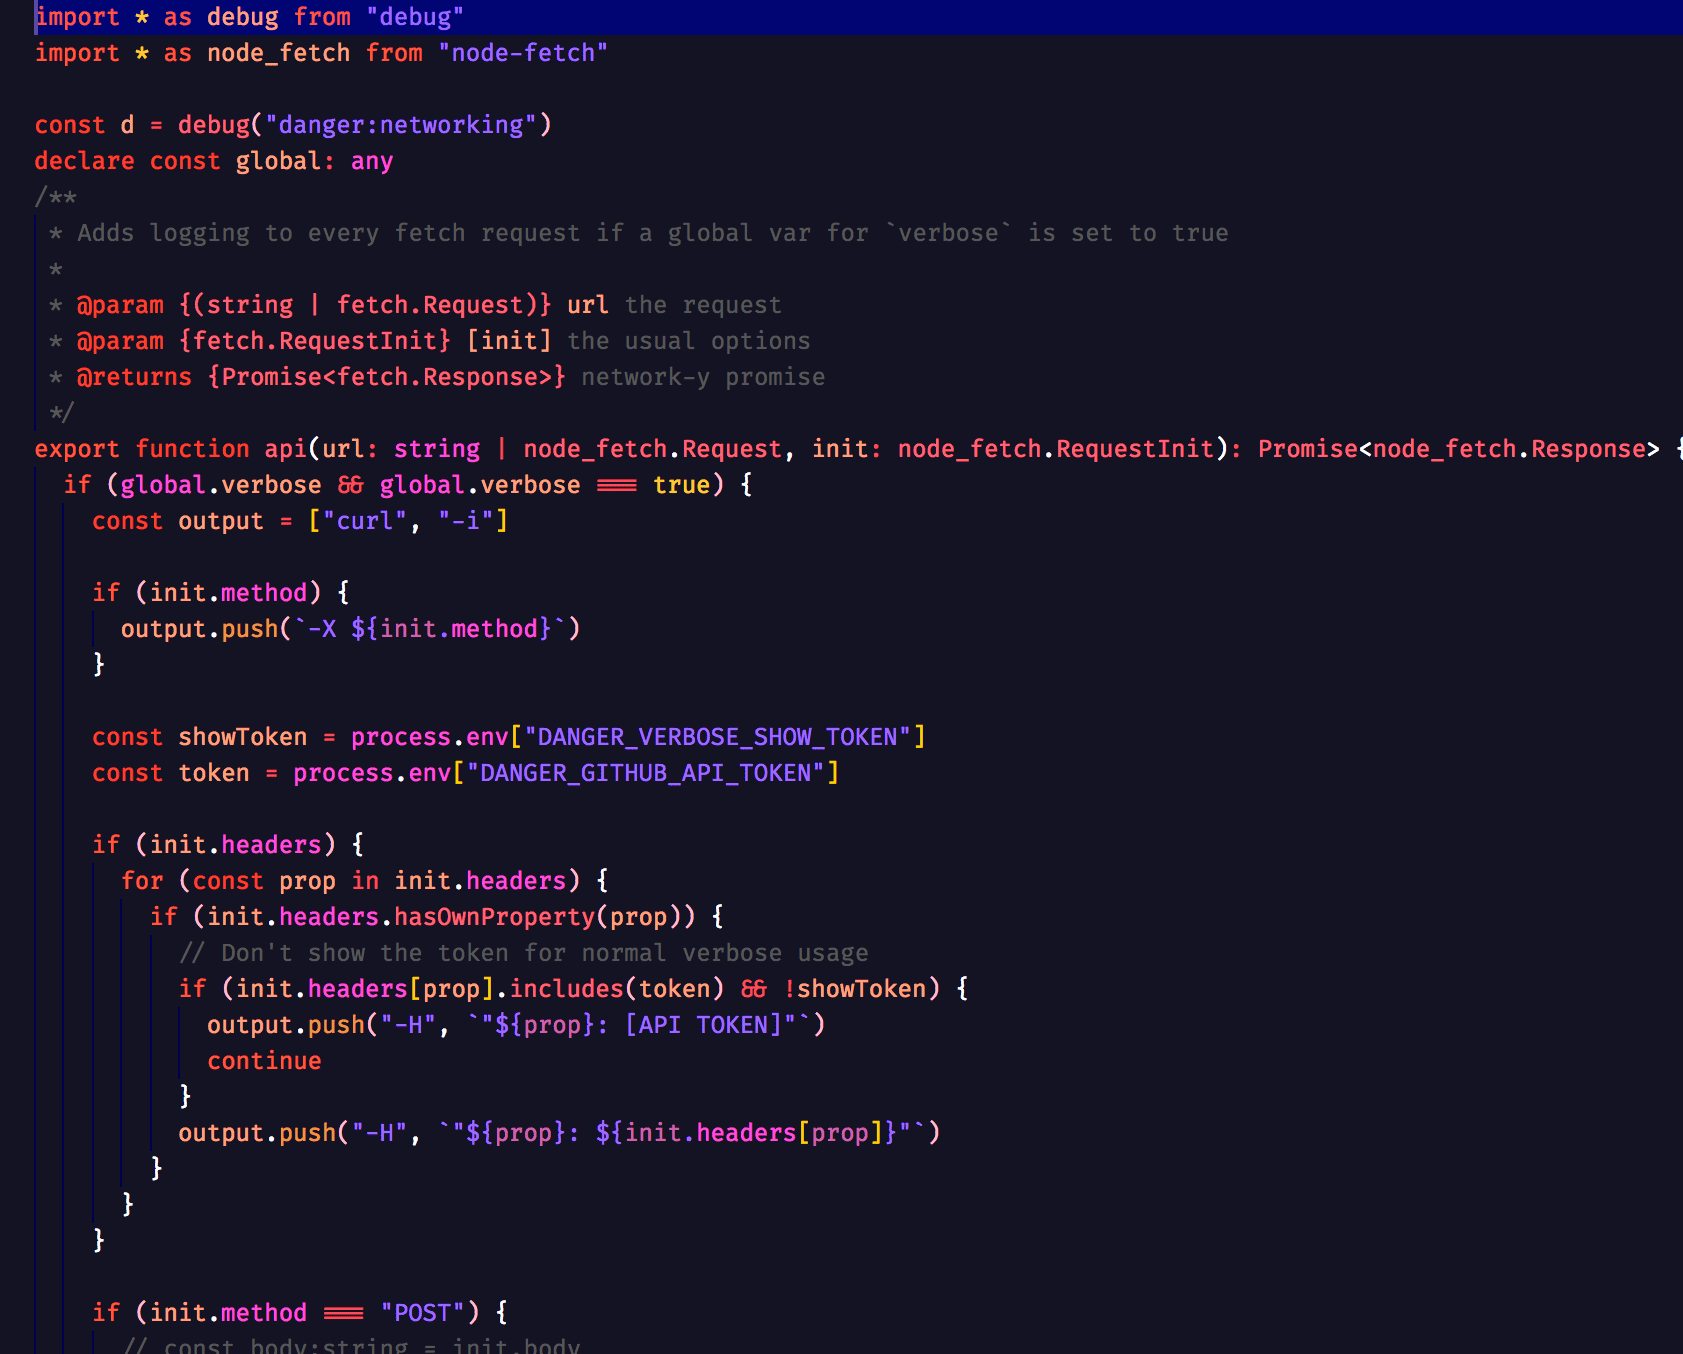 import * as debug from "debug"
import * as node_fetch from "node-fetch"
const d = debug("danger:networking")
declare const global: any
/**
* Adds logging to every fetch request if a global var for `verbose` is set to true
*
* @param {(string | fetch.Request)} url the request
* @param {fetch.RequestInit} [init] the usual options
* @returns {Promise<fetch.Response>} network-y promise
*/
export function api(url: string | node_fetch.Request, init: node_fetch.RequestInit): Promise<node_fetch.Response> {
if (global.verbose && global.verbose === true) {
const output = ["curl", "-i"]
if (init.method) {
output.push(`-X ${init.method}`)
}
const showToken = process.env["DANGER_VERBOSE_SHOW_TOKEN"]
const token = process.env["DANGER_GITHUB_API_TOKEN"]
if (init.headers) {
for (const prop in init.headers) {
if (init.headers.hasOwnProperty(prop)) {
// Don't show the token for normal verbose usage
if (init.headers[prop].includes(token) && !showToken) {
output.push("-H", `"${prop}: [API TOKEN]"`)
continue
}
output.push("-H", `"${prop}: ${init.headers[prop]}"`)
}
}
}
if (init.method === "POST") {
// const body:string = init.body